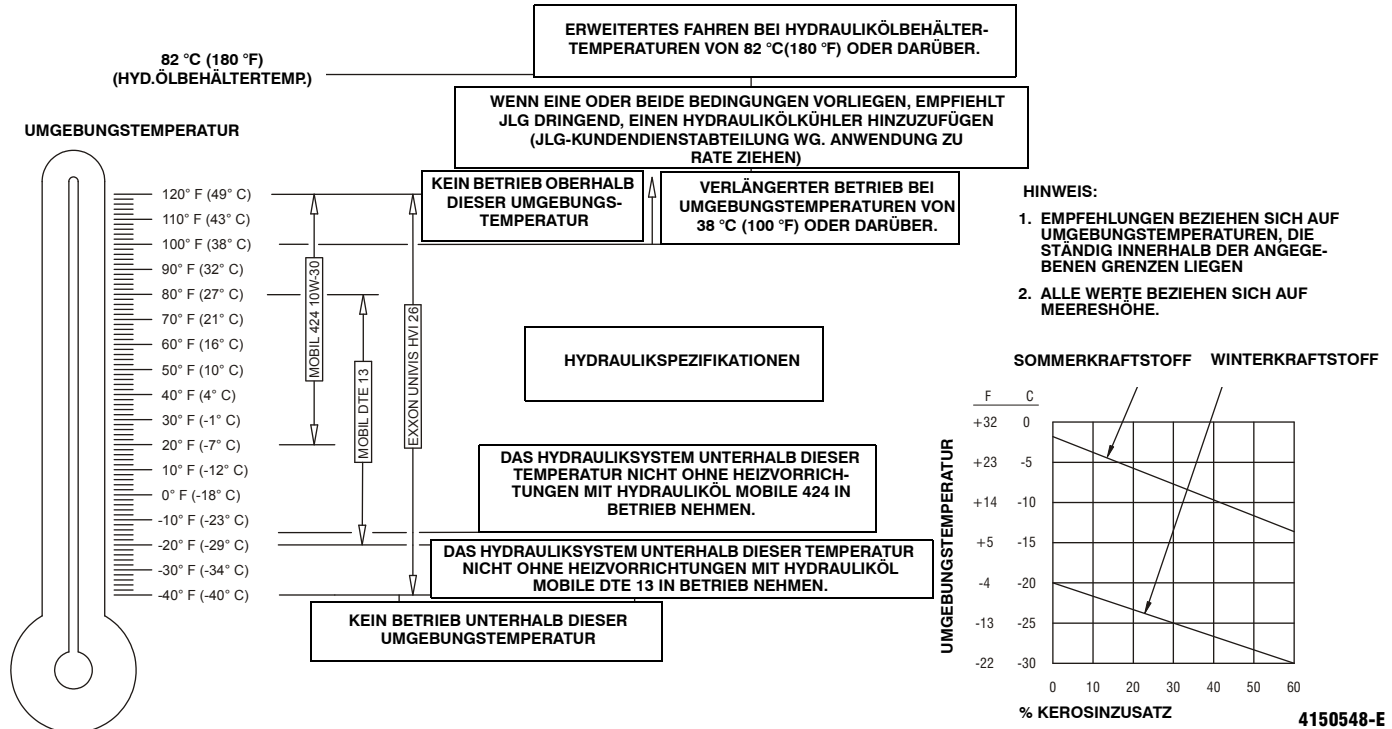 ERWEITERTES FAHREN BEI HYDRAULIKÖLBEHÄLTER-
TEMPERATUREN VON 82 °C(180 °F) ODER DARÜBER.
82 °C (180 °F)
(HYD.ÖLBEHÄLTERTEMP.)
WENN EINE ODER BEIDE BEDINGUNGEN VORLIEGEN, EMPFIEHLT
JLG DRINGEND, EINEN HYDRAULIKÖLKÜHLER HINZUZUFÜGEN
(JLG-KUNDENDIENSTABTEILUNG WG. ANWENDUNG ZU
RATE ZIEHEN)
UMGEBUNGSTEMPERATUR
KEIN BETRIEB OBERHALB
DIESER UMGEBUNGS-
TEMPERATUR
VERLÄNGERTER BETRIEB BEI
UMGEBUNGSTEMPERATUREN VON
38 °C (100 °F) ODER DARÜBER.
120° F (49° C)
110° F (43° C)
100° F (38° C)
90° F (32° C)
80° F (27° C)
70° F (21° C)
60° F (16° C)
50° F (10° C)
40° F (4° C)
30° F (-1° C)
20° F (-7° C)
10° F (-12° C)
0° F (-18° C)
-10° F (-23° C)
-20° F (-29° C)
-30° F (-34° C)
-40° F (-40° C)
MOBIL 424 10W-30
MOBIL DTE 13
EXXON UNIVIS HVI 26
HYDRAULIKSPEZIFIKATIONEN
DAS HYDRAULIKSYSTEM UNTERHALB DIESER
TEMPERATUR NICHT OHNE HEIZVORRICH-
TUNGEN MIT HYDRAULIKÖL MOBILE 424 IN
BETRIEB NEHMEN.
DAS HYDRAULIKSYSTEM UNTERHALB DIESER TEMPERATUR
NICHT OHNE HEIZVORRICHTUNGEN MIT HYDRAULIKÖL
MOBILE DTE 13 IN BETRIEB NEHMEN.
KEIN BETRIEB UNTERHALB DIESER
UMGEBUNGSTEMPERATUR
HINWEIS:
1. EMPFEHLUNGEN BEZIEHEN SICH AUF
UMGEBUNGSTEMPERATUREN, DIE
STÄNDIG INNERHALB DER ANGEGE-
BENEN GRENZEN LIEGEN
2. ALLE WERTE BEZIEHEN SICH AUF
MEERESHÖHE.
SOMMERKRAFTSTOFF WINTERKRAFTSTOFF
F C
+32 0
+23 -5
+14 -10
+5 -15
-4 -20
-13 -25
-22 -30
UMGEBUNGSTEMPERATUR
0 10 20 30 40 50 60
% KEROSINZUSATZ
4150548-E